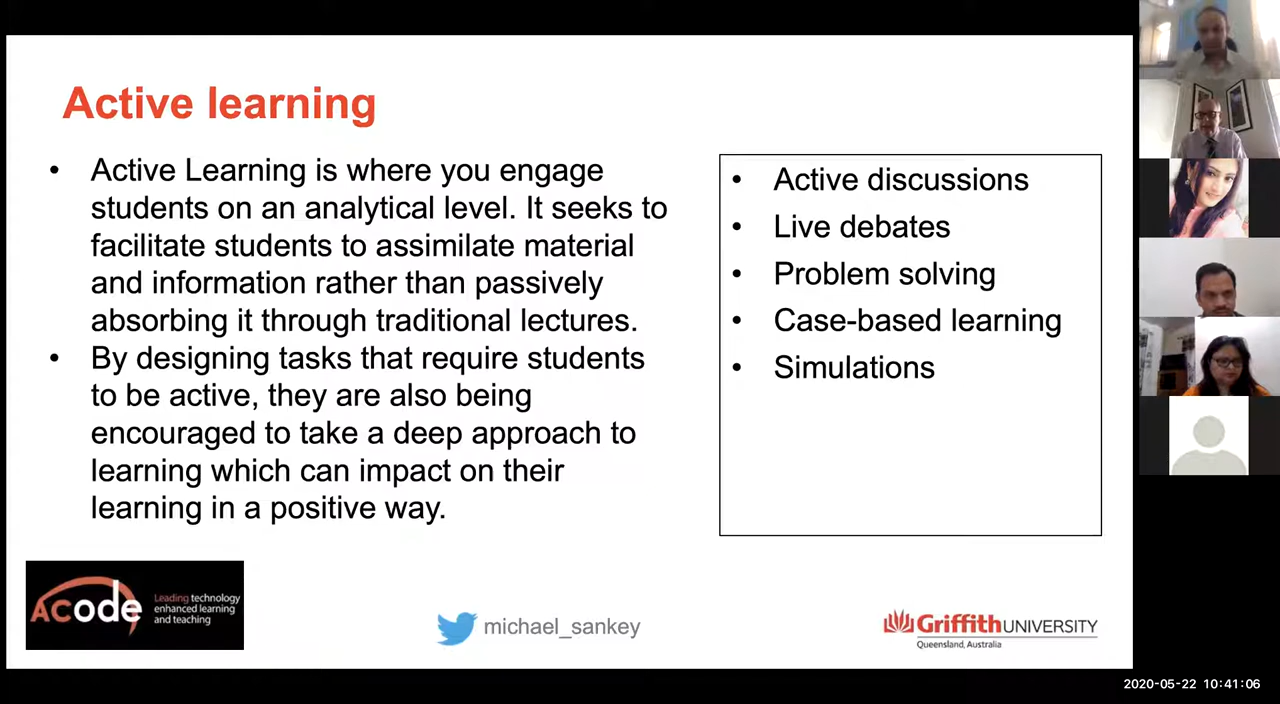 Active learning
• Active Learning is where you engage
students on an analytical level. It seeks to
facilitate students to assimilate material
and information rather than passively
absorbing it through traditional lectures.
• By designing tasks that require students
to be active, they are also being
encouraged to take a deep approach to
learning which can impact on their
learning in a positive way.
• Active discussions
• Live debates
• Problem solving
• Case-based learning
• Simulations
ACode
Leading technology
enhanced learning
and teaching
michael_sankey
Griffith UNIVERSITY
Queensland, Australia
2020-05-22 10:41:06